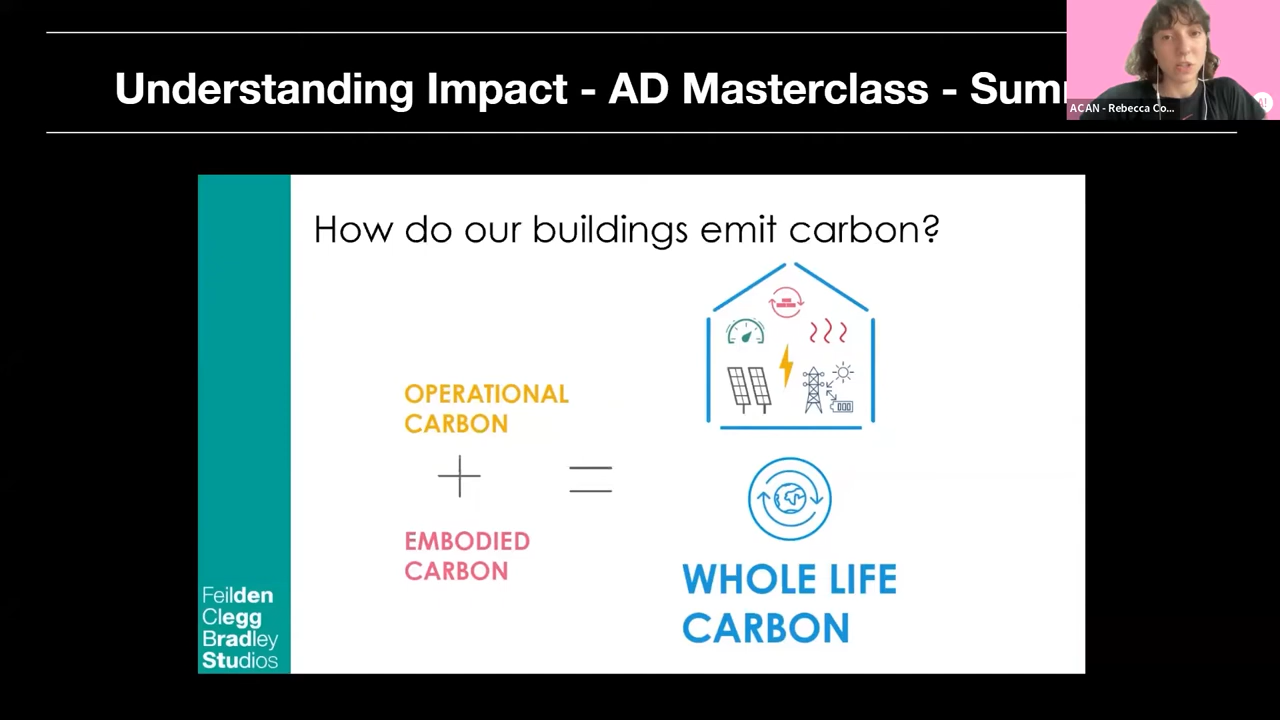 Understanding Impact - AD Masterclass - Sum
ACAN - Rebecca Co...
How do our buildings emit carbon?
OPERATIONAL
CARBON
+
=
EMBODIED
CARBON
WHOLE LIFE
CARBON
Feilden
Clegg
Bradley
Studios